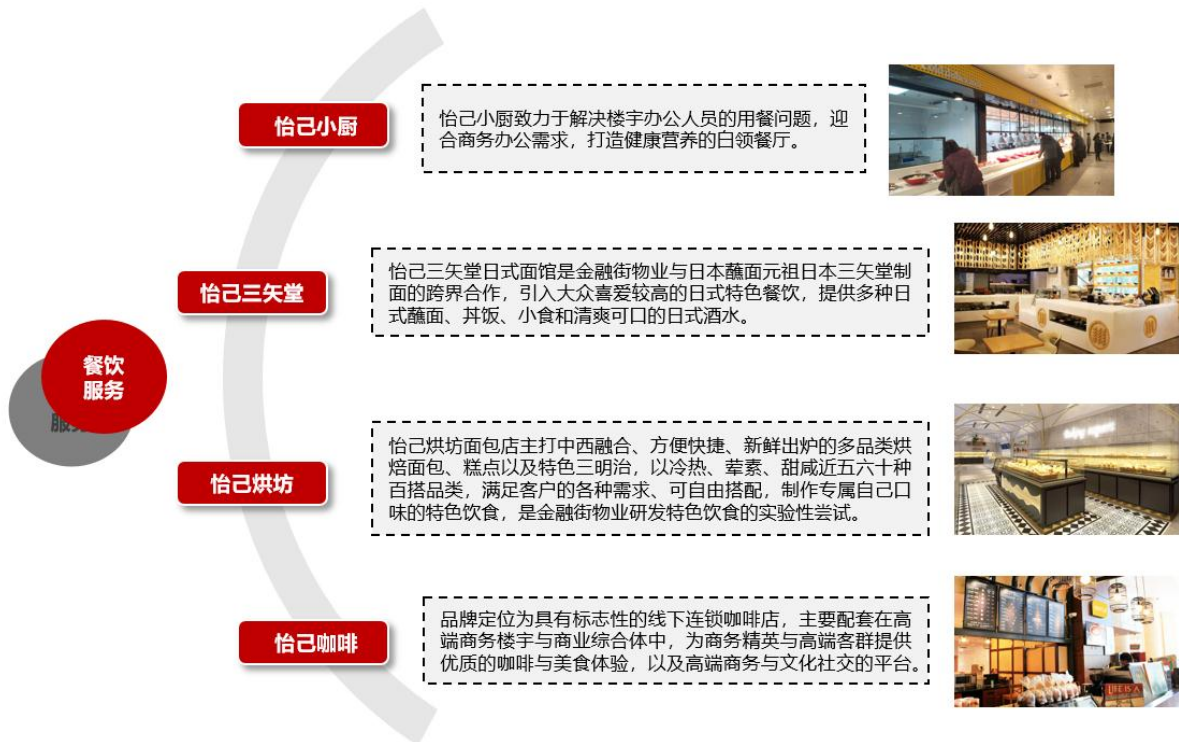 怡己小厨
怡己小厨致力于解决楼宇办公人员的用餐问题，迎
合商务办公需求，打造健康营养的白领餐厅。
怡己三矢堂
怡己三矢堂日式面馆是金融街物业与日本蘸面元祖日本三矢堂制
面的跨界合作，引入大众喜爱较高的日式特色餐饮，提供多种日
式蘸面、丼饭、小食和清爽可口的日式酒水。
餐饮
服务
服务
怡己烘坊
怡己烘坊面包店主打中西融合、方便快捷、新鲜出炉的多品类烘
焙面包、糕点以及特色三明治，以冷热、荤素、甜咸近五六十种
百搭品类，满足客户的各种需求、可自由搭配，制作专属自己口
味的特色饮食，是金融街物业研发特色饮食的实验性尝试。
怡己咖啡
品牌定位为具有标志性的线下连锁咖啡店，主要配套在高
端商务楼宇与商业综合体中，为商务精英与高端客群提供
优质的咖啡与美食体验，以及高端商务与文化社交的平台。
LIFE IS A